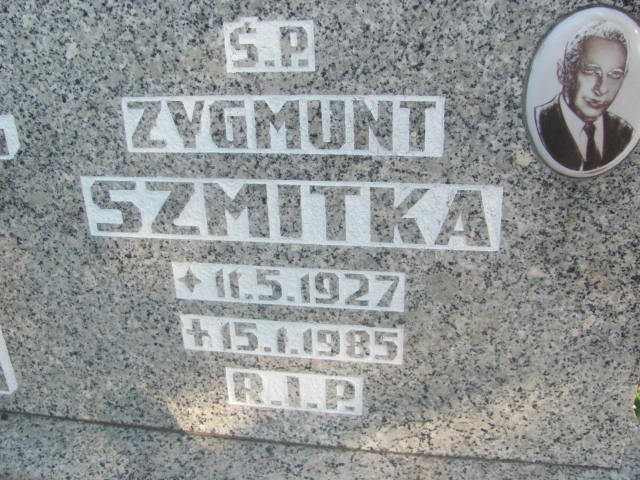 Ś.P.
ZYGMUNT
SZMITKA
✦ 11.5.1927
+ 15.1.1985
R.I.P.